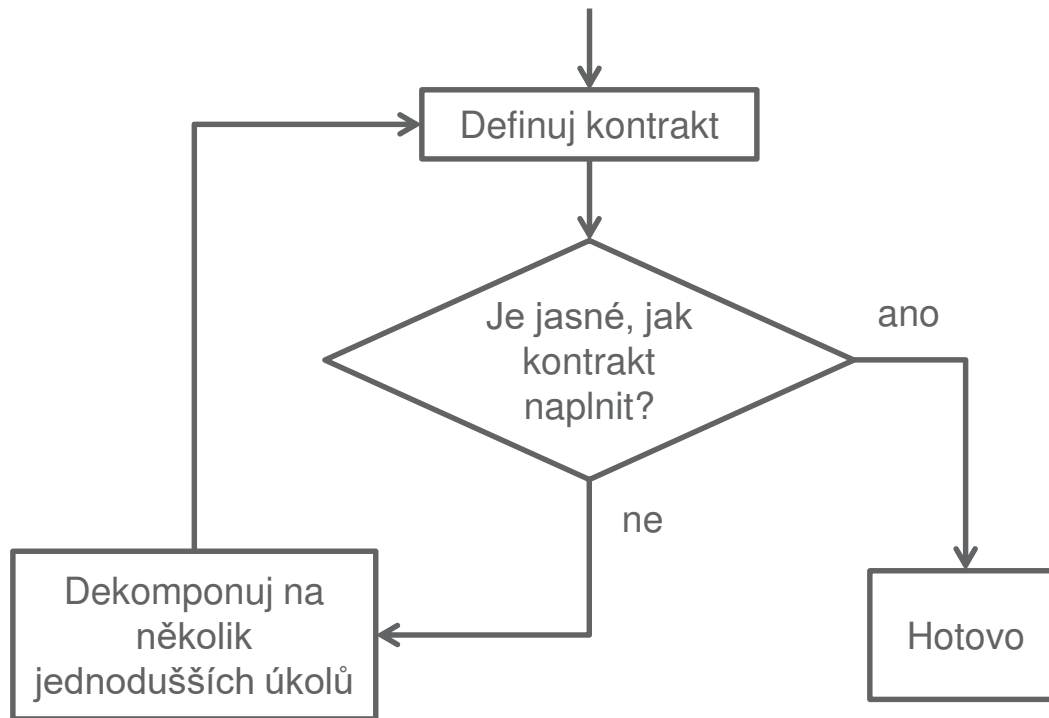 Definuj kontrakt
Je jasné, jak
kontrakt
naplnit?
ano
ne
Dekomponuj na
několik
jednodušších úkolů
Hotovo